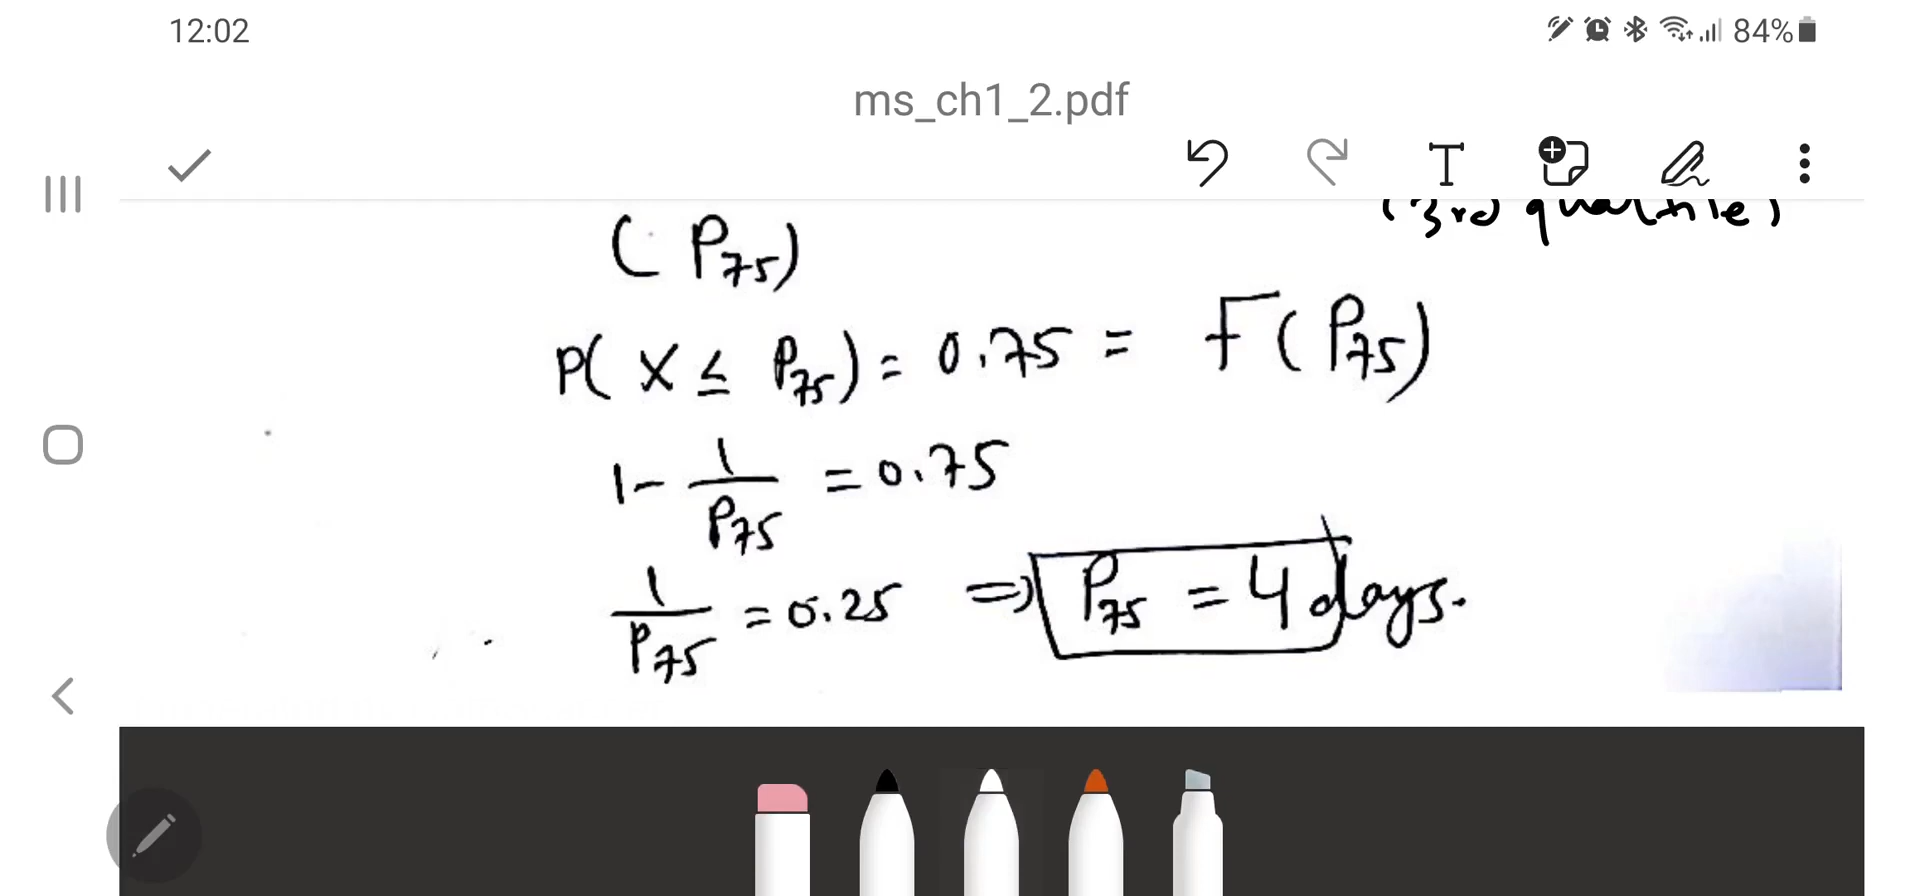 12:02 84%
ms_ch1_2.pdf
T
(3rd quartile)
(P75)
P(X ≤ P75) = 0.75 = F(P75)
1 - 1/P75 = 0.75
1/P75 = 0.25 => P75 = 4 days.